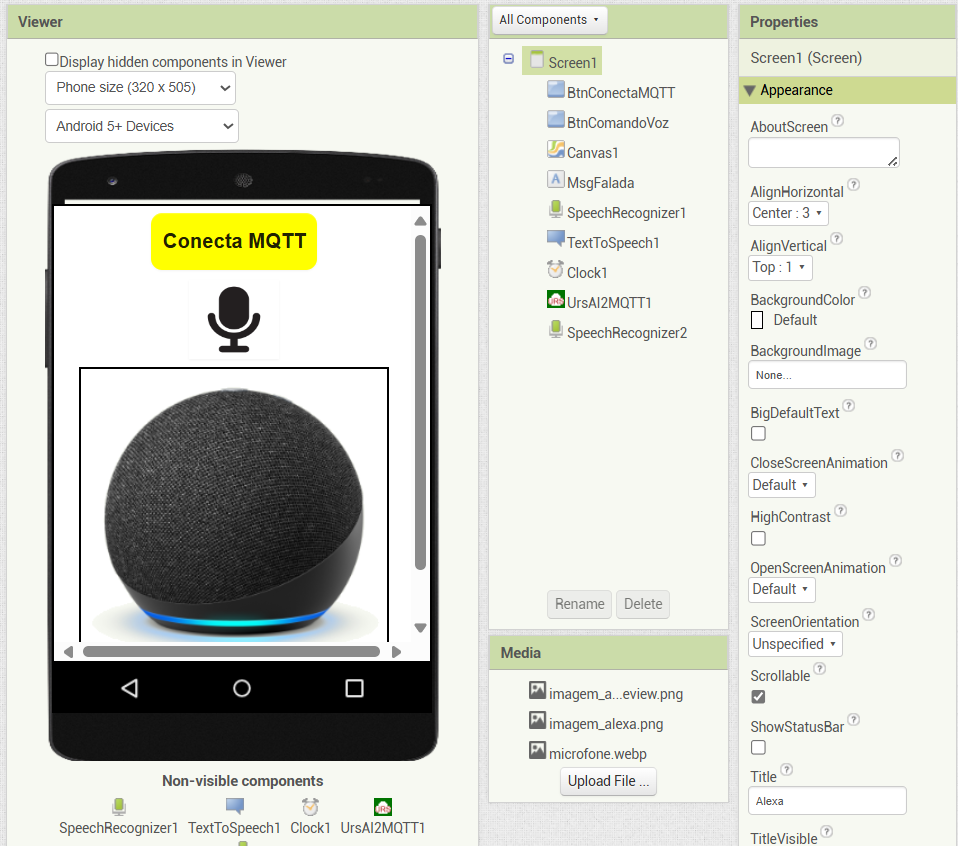 Viewer
Display hidden components in Viewer
Phone size (320 x 505)
Android 5+ Devices
Conecta MQTT
Non-visible components
SpeechRecognizer1 TextToSpeech1 Clock1 UrsAI2MQTT1
All Components
Screen1
BtnConectaMQTT
BtnComandoVoz
Canvas1
A MsgFalada
SpeechRecognizer1
TextToSpeech1
Clock1
JRS UrsAI2MQTT1
SpeechRecognizer2
Rename Delete
Media
imagem_a...eview.png
imagem_alexa.png
microfone.webp
Upload File ...
Properties
Screen1 (Screen)
Appearance
AboutScreen ?
AlignHorizontal ?
Center : 3
AlignVertical ?
Top : 1
BackgroundColor ?
Default
BackgroundImage ?
None...
BigDefaultText ?
CloseScreenAnimation ?
Default
HighContrast ?
OpenScreenAnimation ?
Default
ScreenOrientation ?
Unspecified
Scrollable ?
ShowStatusBar ?
Title ?
Alexa
TitleVisible ?